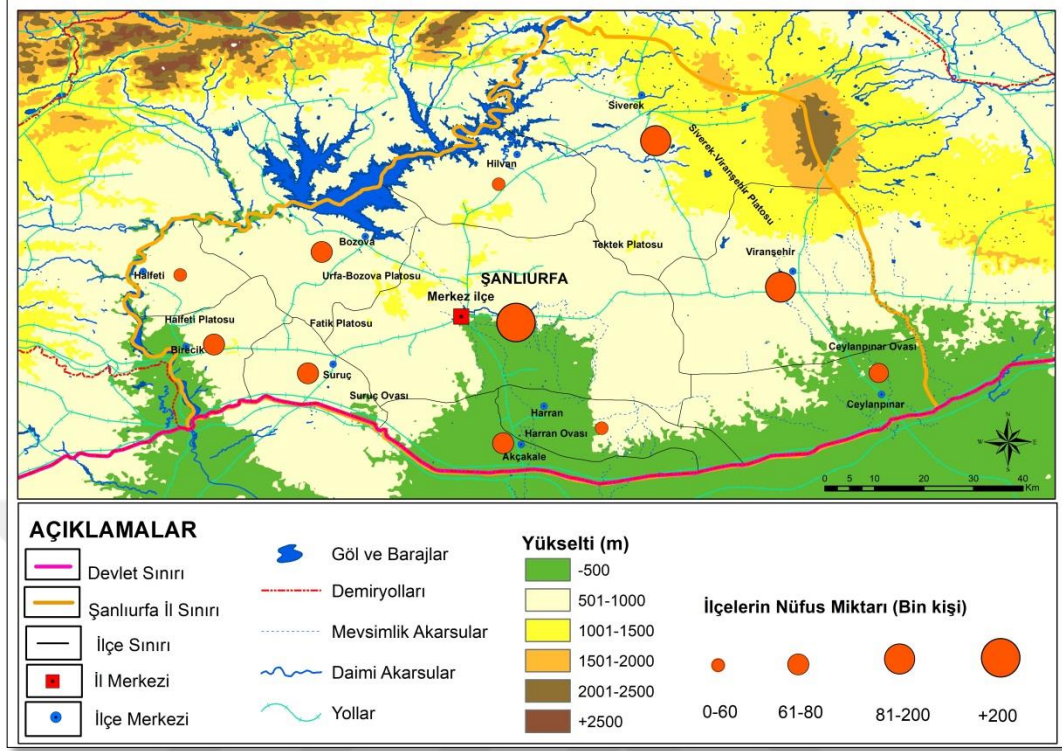 Siverek
Siverek-Viranşehir Platosu
Hilvan
Bozova
Tektek Platosu
Viranşehir
Halfeti
Urfa-Bozova Platosu
ŞANLIURFA
Merkez ilçe
Halfeti Platosu
Fatik Platosu
Birecik
Ceylanpınar Ovası
Suruç
Suruç Ovası
Ceylanpınar
Harran
Harran Ovası
Akçakale
N
W
E
S
0 5 10 20 30 40
Km
AÇIKLAMALAR
Devlet Sınırı
Şanlıurfa İl Sınırı
İlçe Sınırı
İl Merkezi
İlçe Merkezi
Göl ve Barajlar
Demiryolları
Mevsimlik Akarsular
Daimi Akarsular
Yollar
Yükselti (m)
-500
501-1000
1001-1500
1501-2000
2001-2500
+2500
İlçelerin Nüfus Miktarı (Bin kişi)
0-60 61-80 81-200 +200